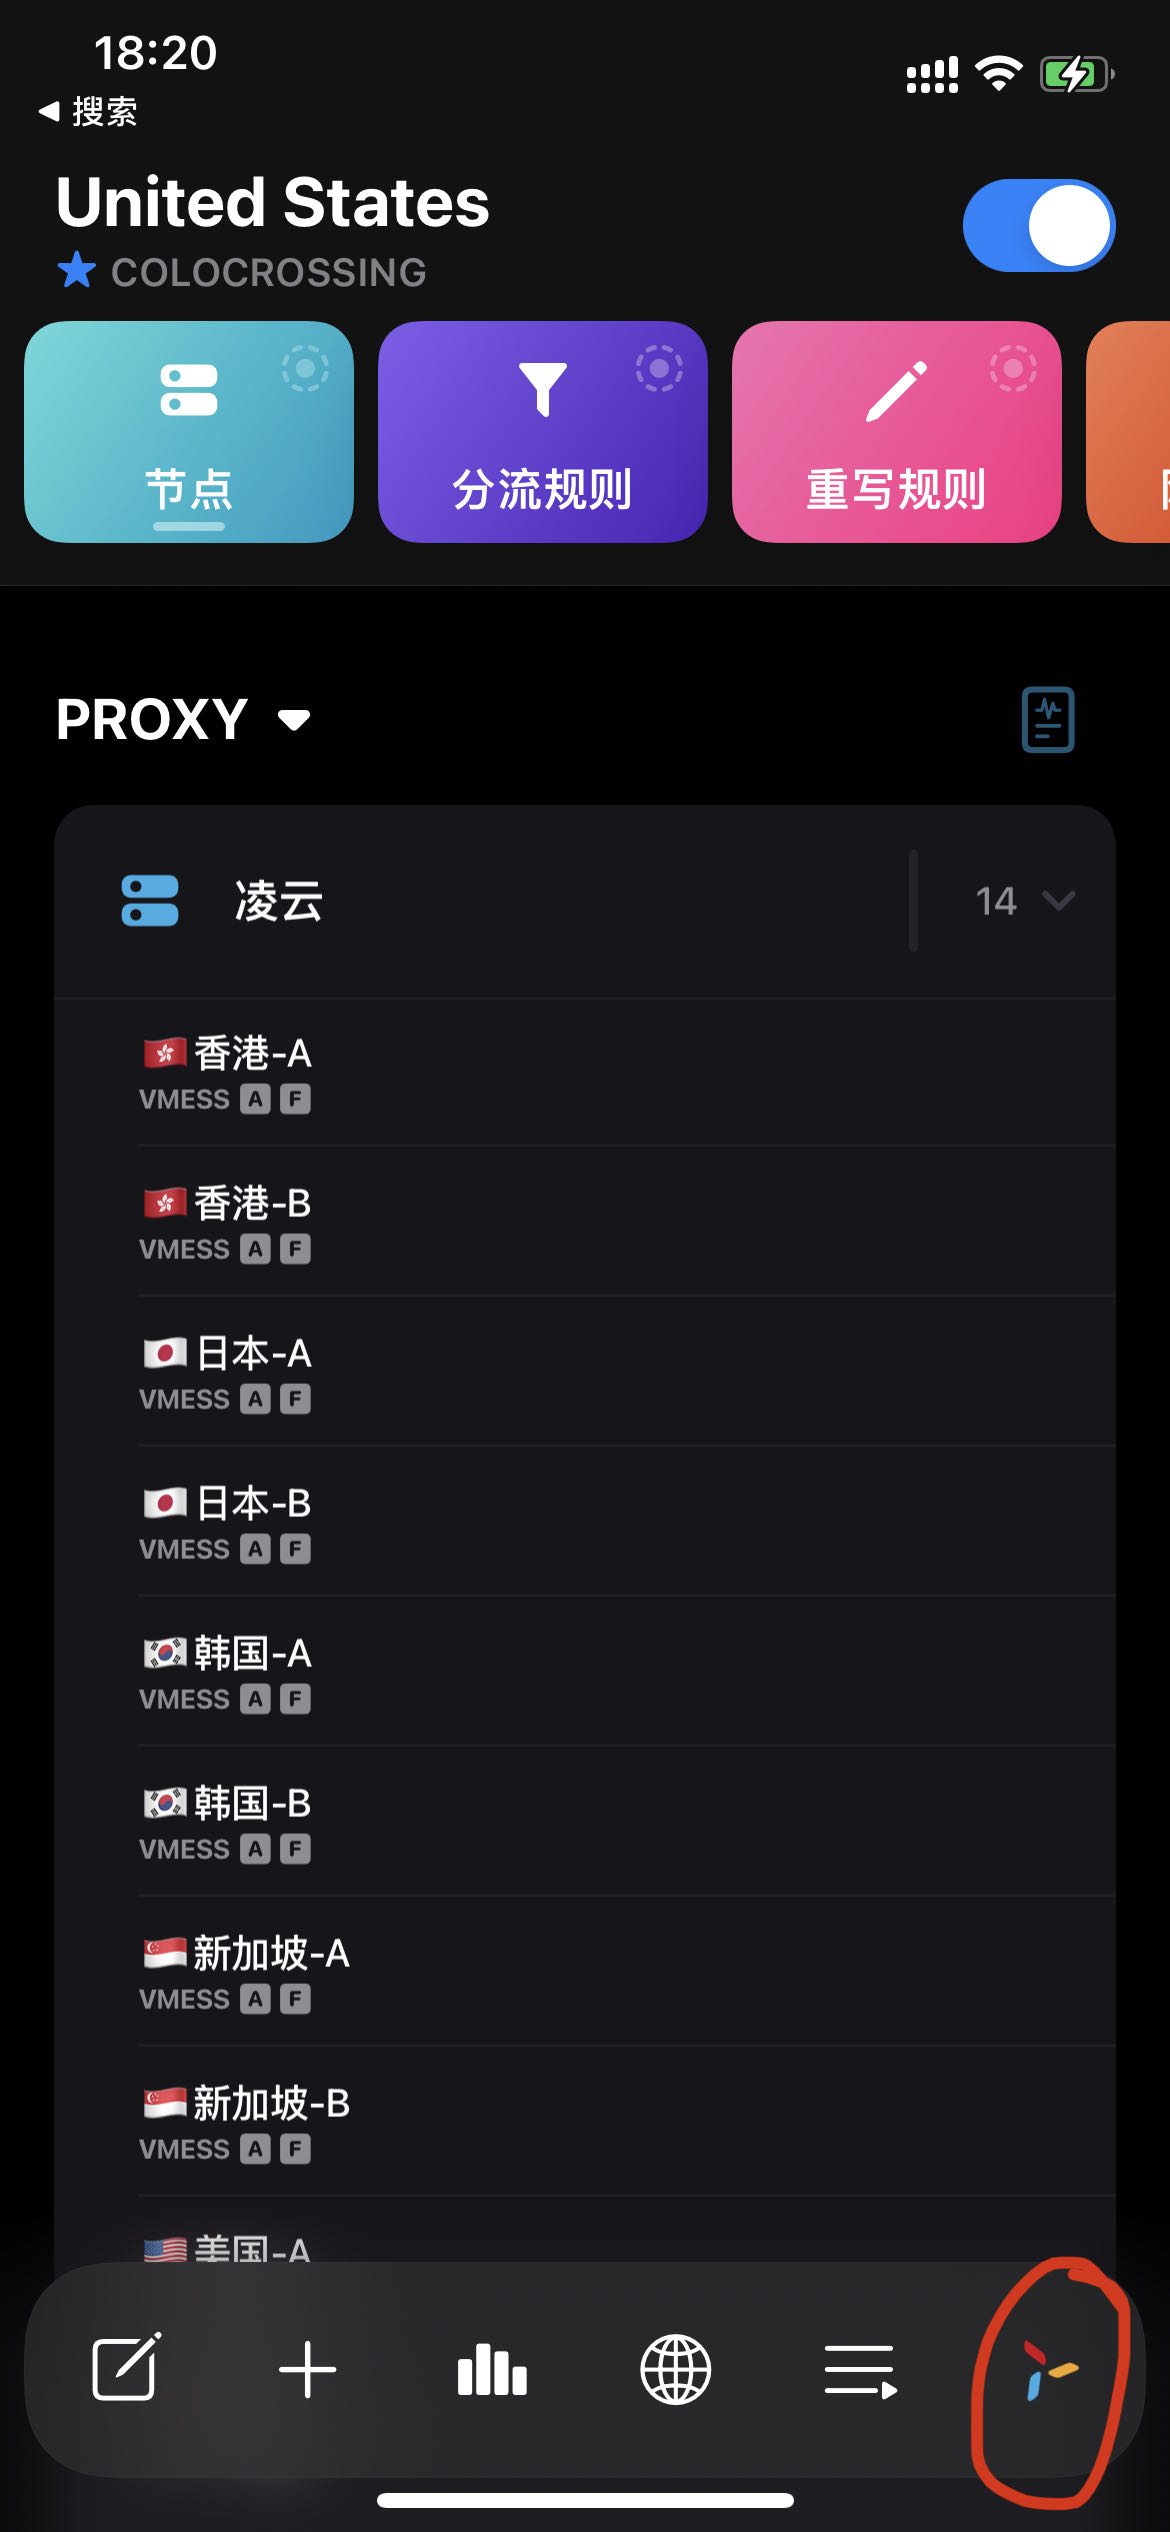 18:20
搜索
United States
COLOCROSSING
节点
分流规则
重写规则
PROXY
凌云
14
香港-A
VMESS A F
香港-B
VMESS A F
日本-A
VMESS A F
日本-B
VMESS A F
韩国-A
VMESS A F
韩国-B
VMESS A F
新加坡-A
VMESS A F
新加坡-B
VMESS A F
美国-A